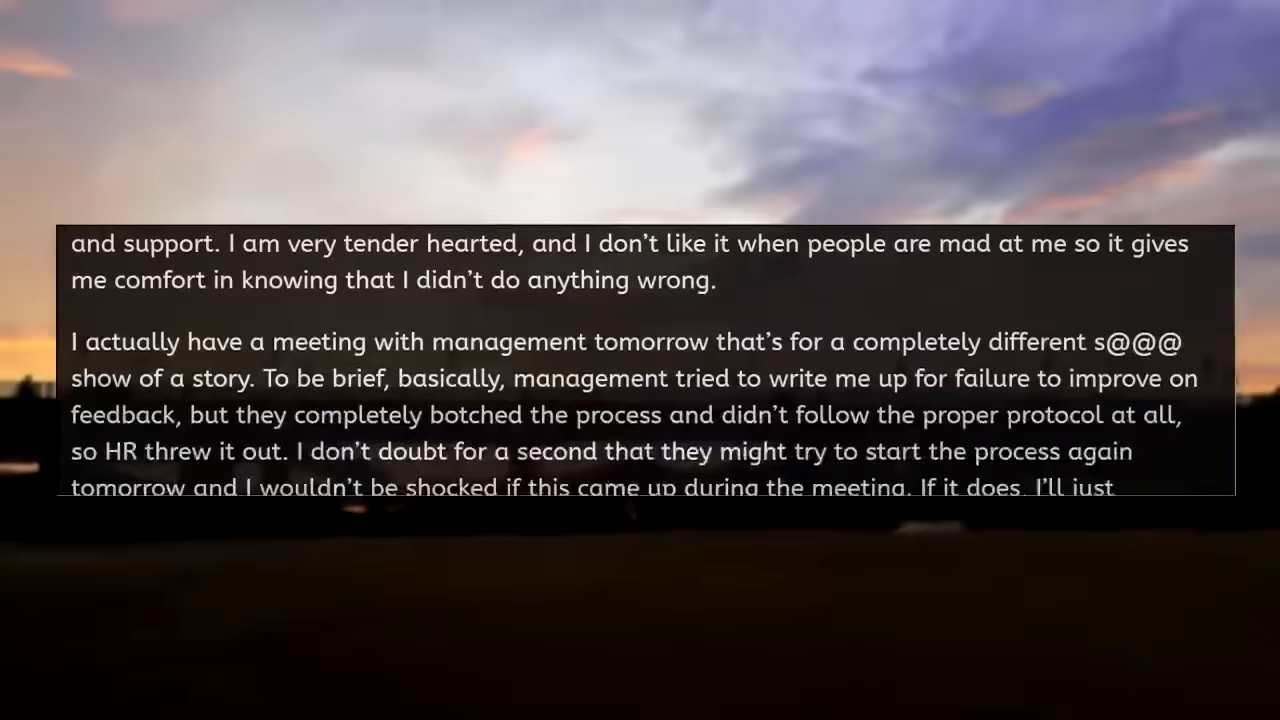 and support. I am very tender hearted, and I don’t like it when people are mad at me so it gives
me comfort in knowing that I didn’t do anything wrong.
I actually have a meeting with management tomorrow that’s for a completely different s@@@
show of a story. To be brief, basically, management tried to write me up for failure to improve on
feedback, but they completely botched the process and didn’t follow the proper protocol at all,
so HR threw it out. I don’t doubt for a second that they might try to start the process again
tomorrow and I wouldn’t be shocked if this came up during the meeting. If it does, I’ll just